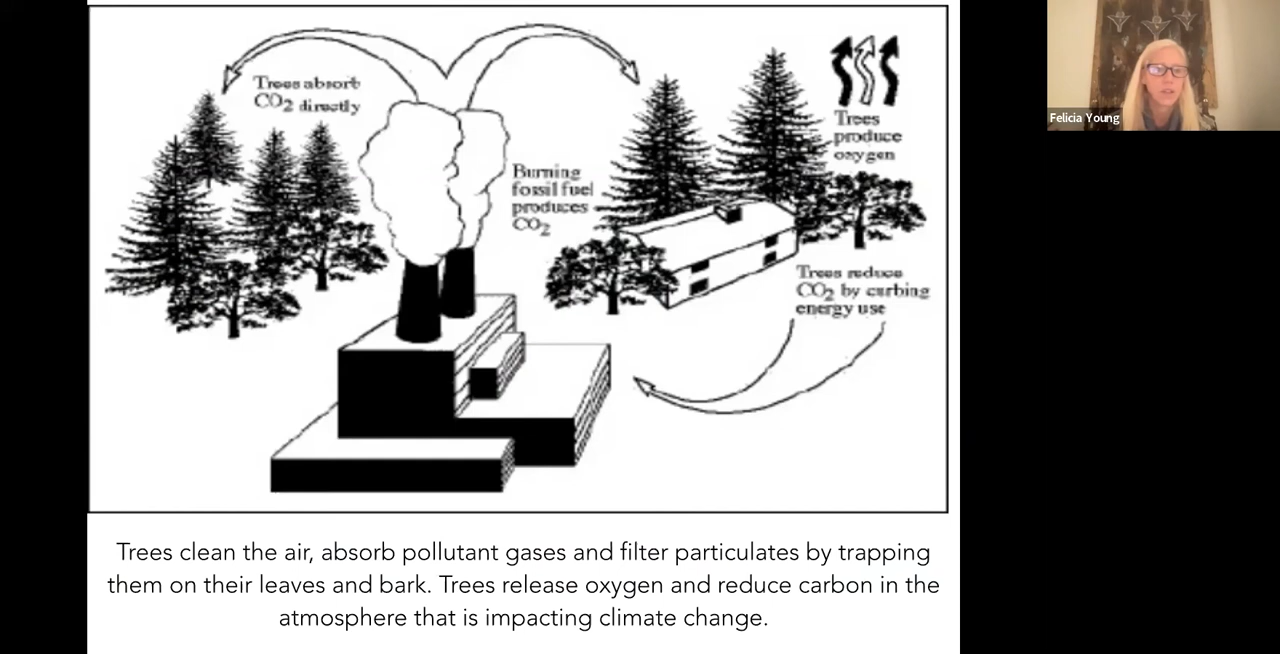 Trees absorb
CO2 directly
Burning
fossil fuel
produces
CO2
Trees
produce
oxygen
Trees reduce
CO2 by curbing
energy use
Trees clean the air, absorb pollutant gases and filter particulates by trapping
them on their leaves and bark. Trees release oxygen and reduce carbon in the
atmosphere that is impacting climate change.
Felicia Young